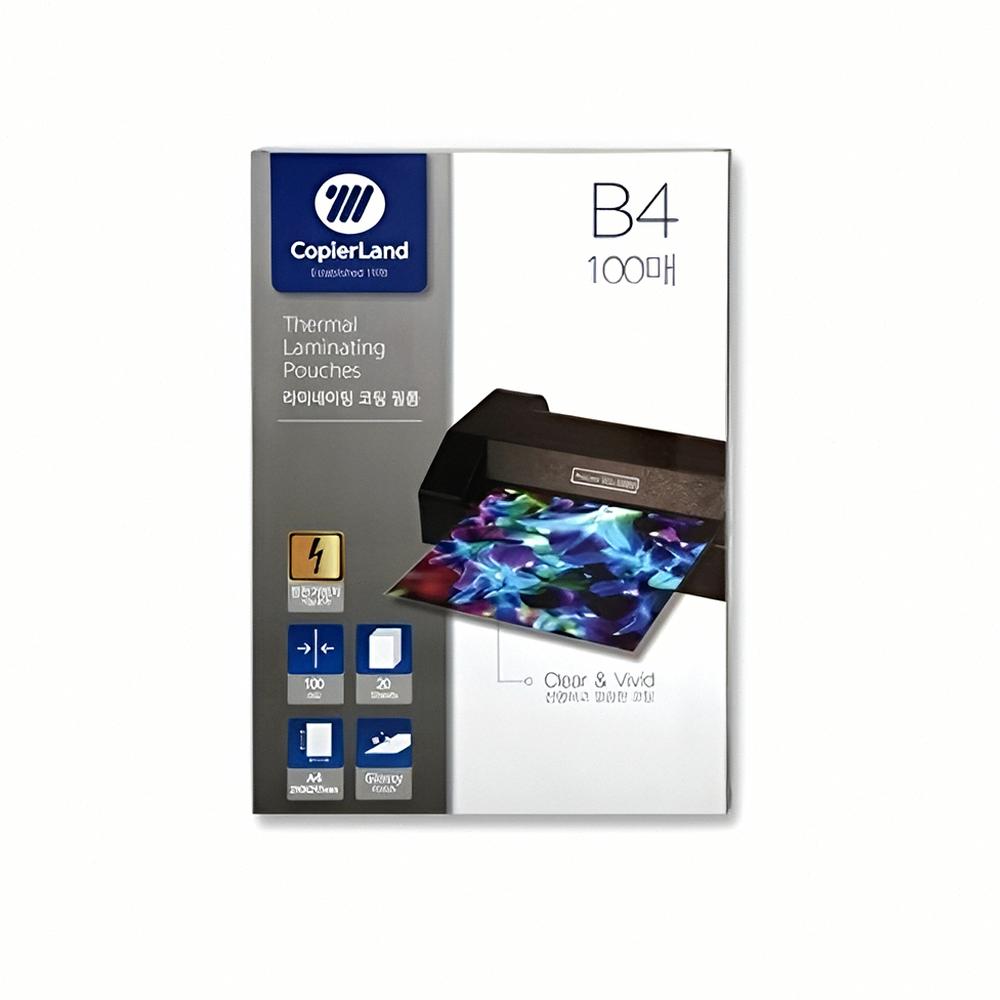 CopierLand
B4
100매
Thermal
Laminating
Pouches
라미네이팅 코팅 필름
100
20
A4
Clear & Vivid